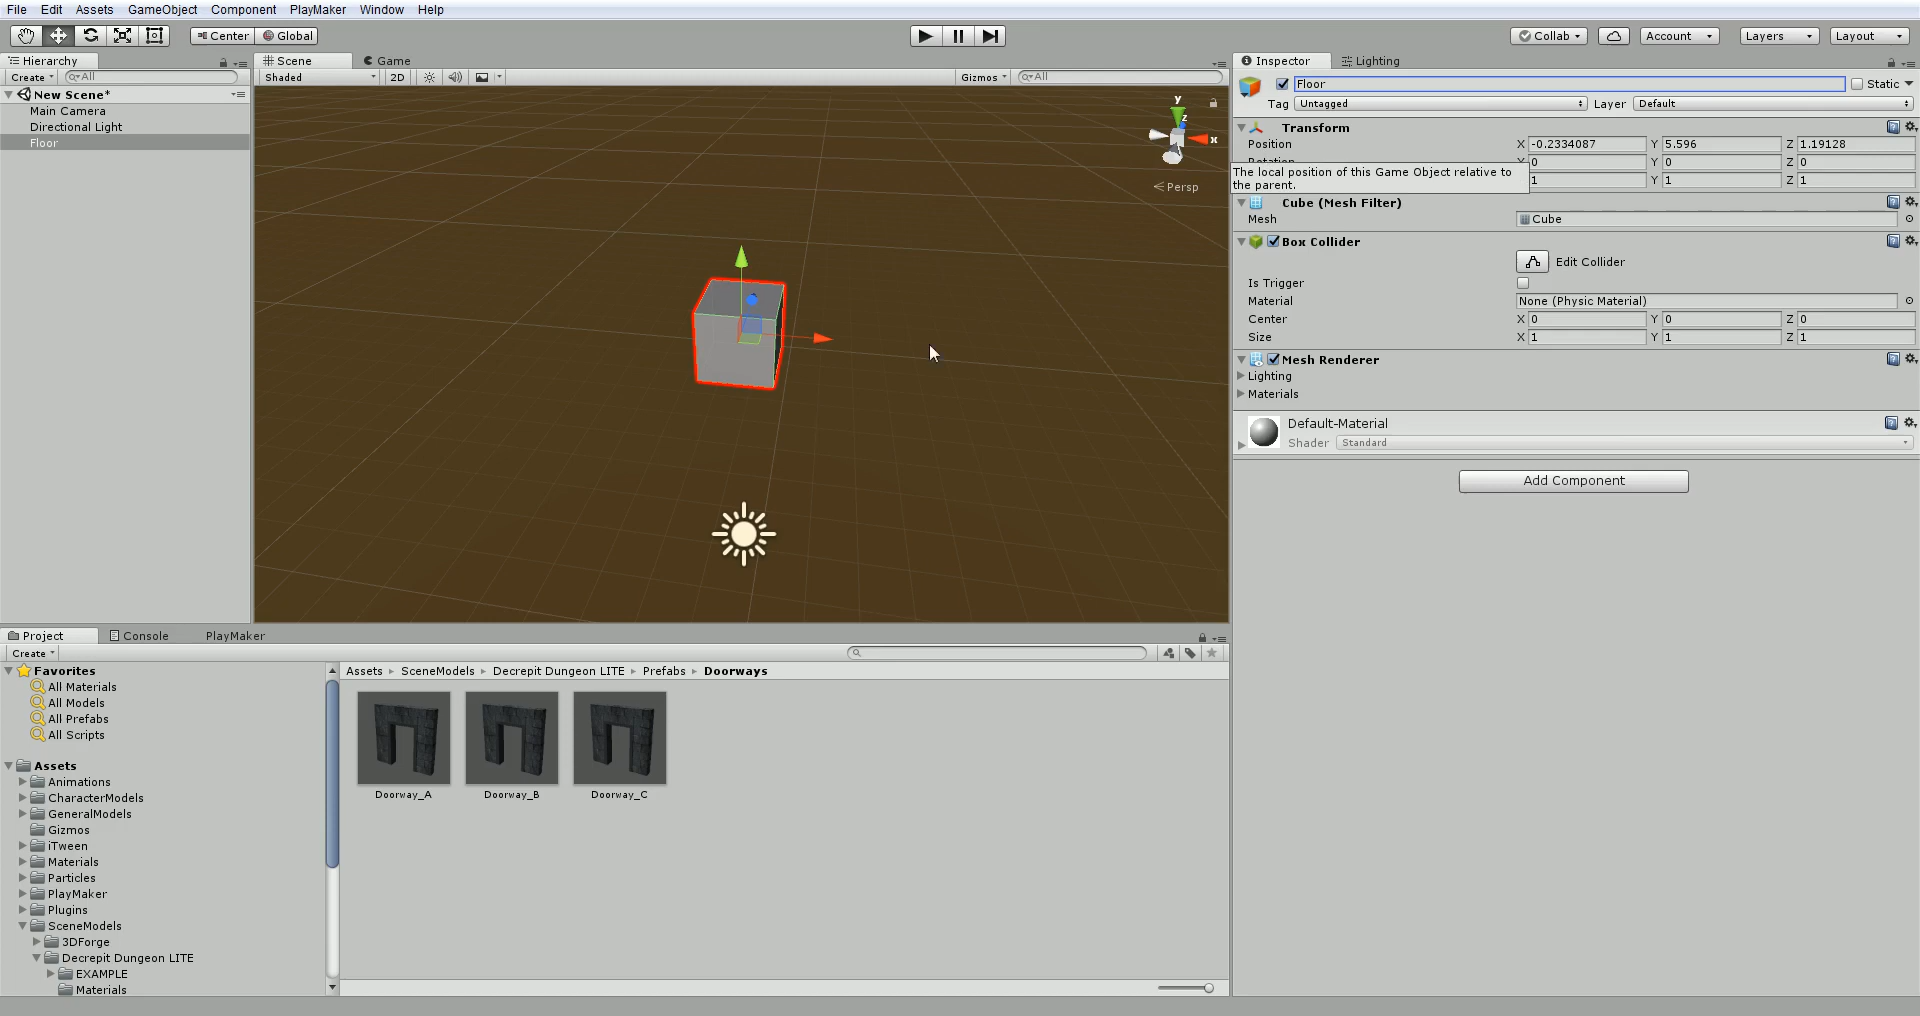 File Edit Assets GameObject Component PlayMaker Window Help
Center Global Collab Account Layers Layout
Hierarchy
Create All
New Scene*
Main Camera
Directional Light
Floor
Scene Game
Shaded 2D Gizmos All
y
z
x
Persp
Inspector Lighting
Floor Static
Tag Untagged Layer Default
Transform
Position X -0.2334087 Y 5.596 Z 1.19128
0 Y 0 Z 0
The local position of this Game Object relative to
the parent.
1 Y 1 Z 1
Cube (Mesh Filter)
Mesh Cube
Box Collider
Edit Collider
Is Trigger
Material None (Physic Material)
Center X 0 Y 0 Z 0
Size X 1 Y 1 Z 1
Mesh Renderer
Lighting
Materials
Default-Material
Shader Standard
Add Component
Project Console PlayMaker
Create
Favorites
All Materials
All Models
All Prefabs
All Scripts
Assets
Animations
CharacterModels
GeneralModels
Gizmos
iTween
Materials
Particles
PlayMaker
Plugins
SceneModels
3DForge
Decrepit Dungeon LITE
EXAMPLE
Materials
Assets SceneModels Decrepit Dungeon LITE Prefabs Doorways
Doorway_A Doorway_B Doorway_C